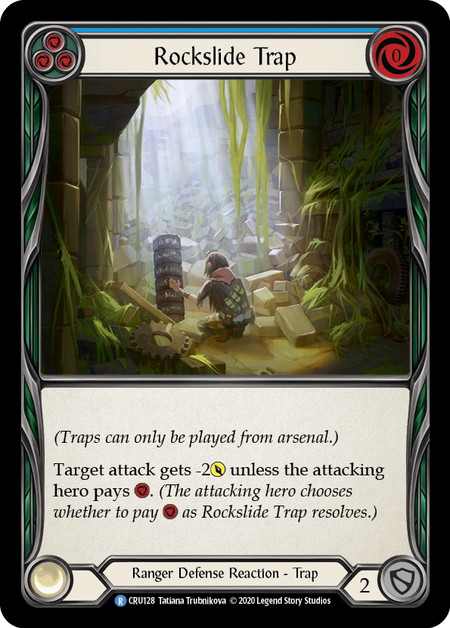 Rockslide Trap
0
(Traps can only be played from arsenal.)
Target attack gets -2 unless the attacking
hero pays . (The attacking hero chooses
whether to pay as Rockslide Trap resolves.)
Ranger Defense Reaction - Trap
2
R CRU128 Tatiana Trubnikova © 2020 Legend Story Studios